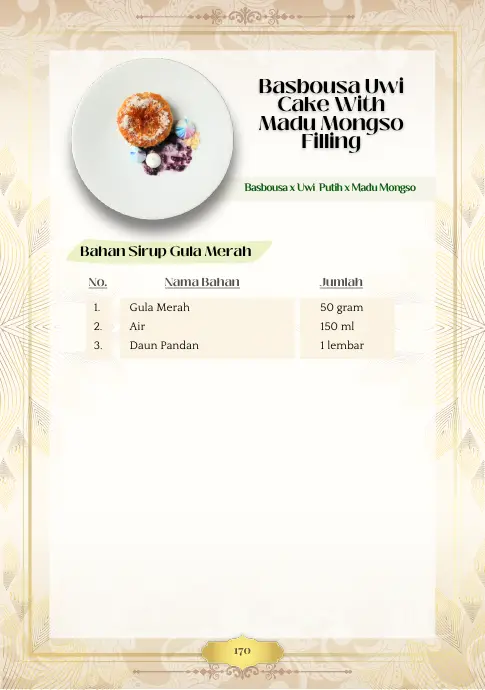 Basbousa Uwi
Cake With
Madu Mongso
Filling
Basbousa x Uwi Putih x Madu Mongso
Bahan Sirup Gula Merah
No. Nama Bahan Jumlah
1. Gula Merah 50 gram
2. Air 150 ml
3. Daun Pandan 1 lembar
170